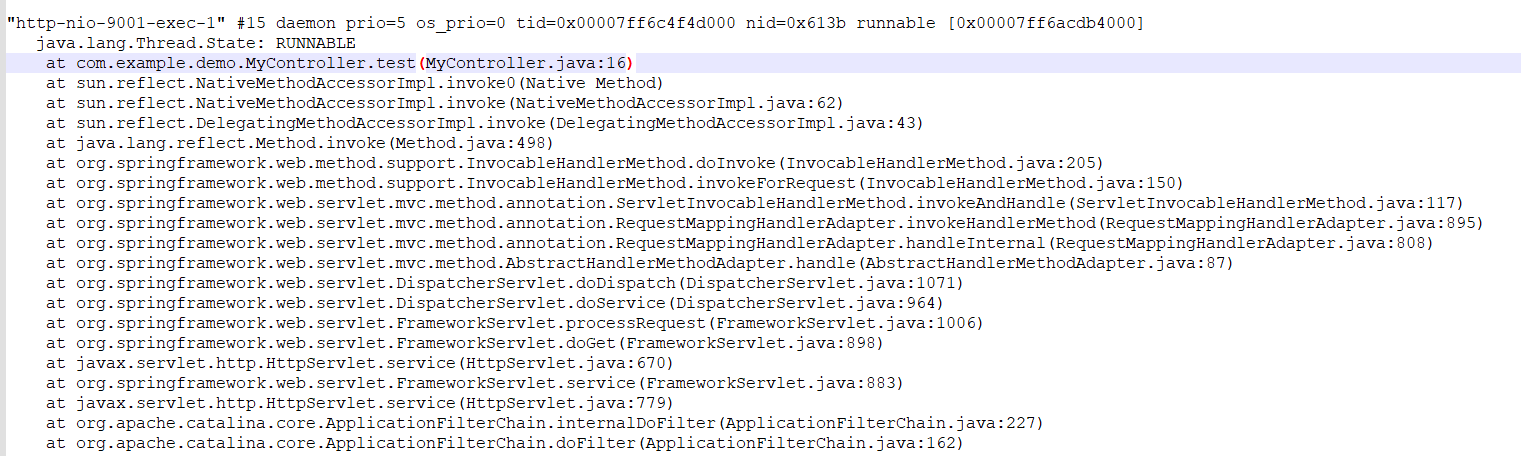 "http-nio-9001-exec-1" #15 daemon prio=5 os_prio=0 tid=0x00007ff6c4f4d000 nid=0x613b runnable [0x00007ff6acdb4000]
java.lang.Thread.State: RUNNABLE
at com.example.demo.MyController.test(MyController.java:16)
at sun.reflect.NativeMethodAccessorImpl.invoke0(Native Method)
at sun.reflect.NativeMethodAccessorImpl.invoke(NativeMethodAccessorImpl.java:62)
at sun.reflect.DelegatingMethodAccessorImpl.invoke(DelegatingMethodAccessorImpl.java:43)
at java.lang.reflect.Method.invoke(Method.java:498)
at org.springframework.web.method.support.InvocableHandlerMethod.doInvoke(InvocableHandlerMethod.java:205)
at org.springframework.web.method.support.InvocableHandlerMethod.invokeForRequest(InvocableHandlerMethod.java:150)
at org.springframework.web.servlet.mvc.method.annotation.ServletInvocableHandlerMethod.invokeAndHandle(ServletInvocableHandlerMethod.java:117)
at org.springframework.web.servlet.mvc.method.annotation.RequestMappingHandlerAdapter.invokeHandlerMethod(RequestMappingHandlerAdapter.java:895)
at org.springframework.web.servlet.mvc.method.annotation.RequestMappingHandlerAdapter.handleInternal(RequestMappingHandlerAdapter.java:808)
at org.springframework.web.servlet.mvc.method.AbstractHandlerMethodAdapter.handle(AbstractHandlerMethodAdapter.java:87)
at org.springframework.web.servlet.DispatcherServlet.doDispatch(DispatcherServlet.java:1071)
at org.springframework.web.servlet.DispatcherServlet.doService(DispatcherServlet.java:964)
at org.springframework.web.servlet.FrameworkServlet.processRequest(FrameworkServlet.java:1006)
at org.springframework.web.servlet.FrameworkServlet.doGet(FrameworkServlet.java:898)
at javax.servlet.http.HttpServlet.service(HttpServlet.java:670)
at org.springframework.web.servlet.FrameworkServlet.service(FrameworkServlet.java:883)
at javax.servlet.http.HttpServlet.service(HttpServlet.java:779)
at org.apache.catalina.core.ApplicationFilterChain.internalDoFilter(ApplicationFilterChain.java:227)
at org.apache.catalina.core.ApplicationFilterChain.doFilter(ApplicationFilterChain.java:162)